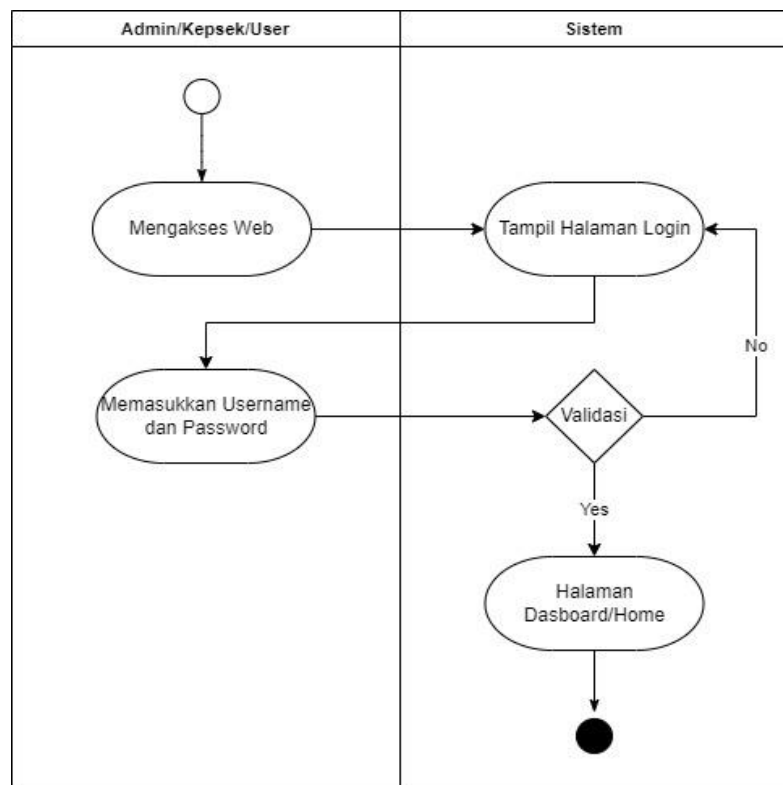 Admin/Kepsek/User
Sistem
Mengakses Web
Tampil Halaman Login
No
Memasukkan Username
dan Password
Validasi
Yes
Halaman
Dasboard/Home